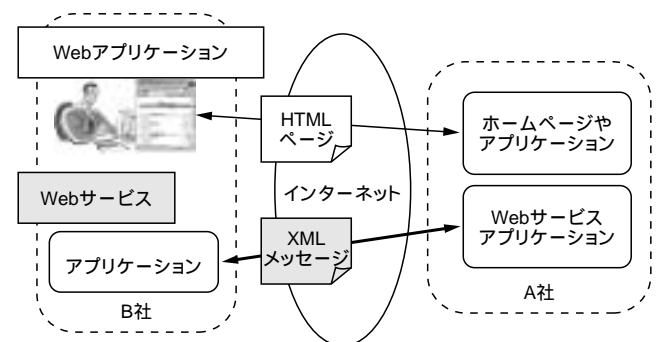 Webアプリケーション
HTML
ページ
ホームページや
アプリケーション
Webサービス
インターネット
Webサービス
アプリケーション
XML
メッセージ
アプリケーション
B社
A社